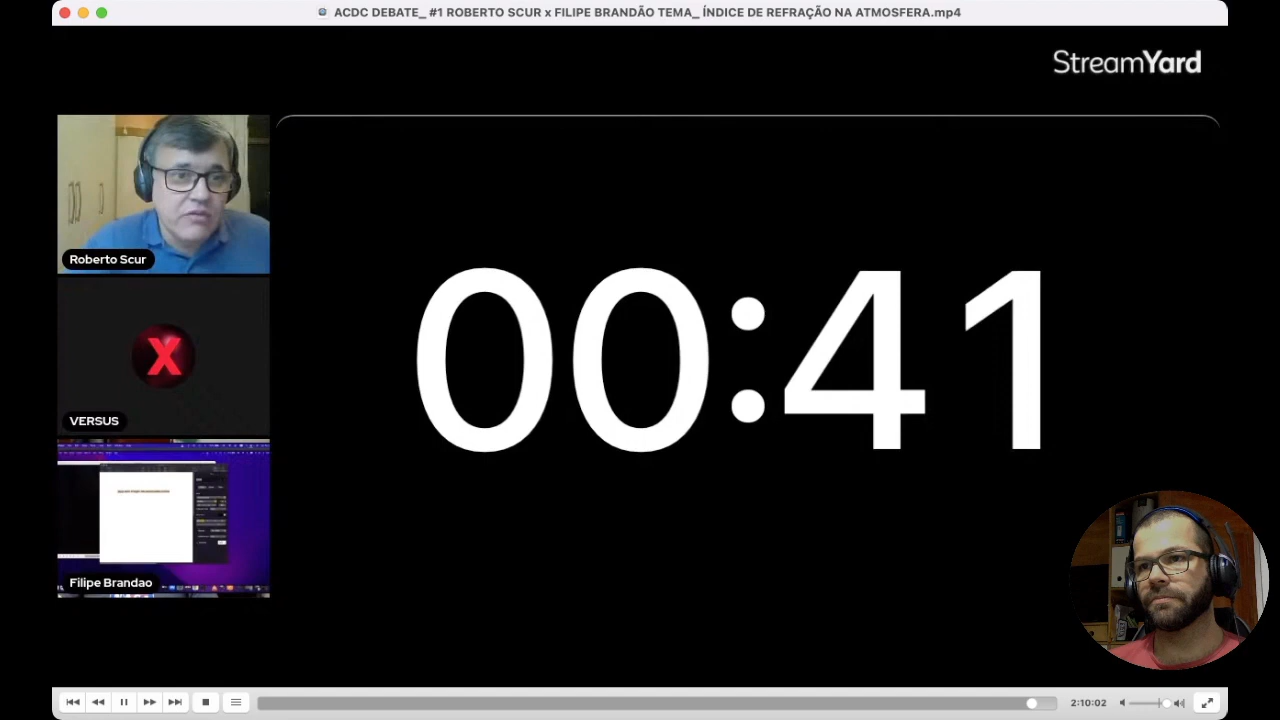 ACDC DEBATE_ #1 ROBERTO SCUR x FILIPE BRANDÃO TEMA_ ÍNDICE DE REFRAÇÃO NA ATMOSFERA.mp4
StreamYard
Roberto Scur
00:41
X
VERSUS
Filipe Brandao
2:10:02